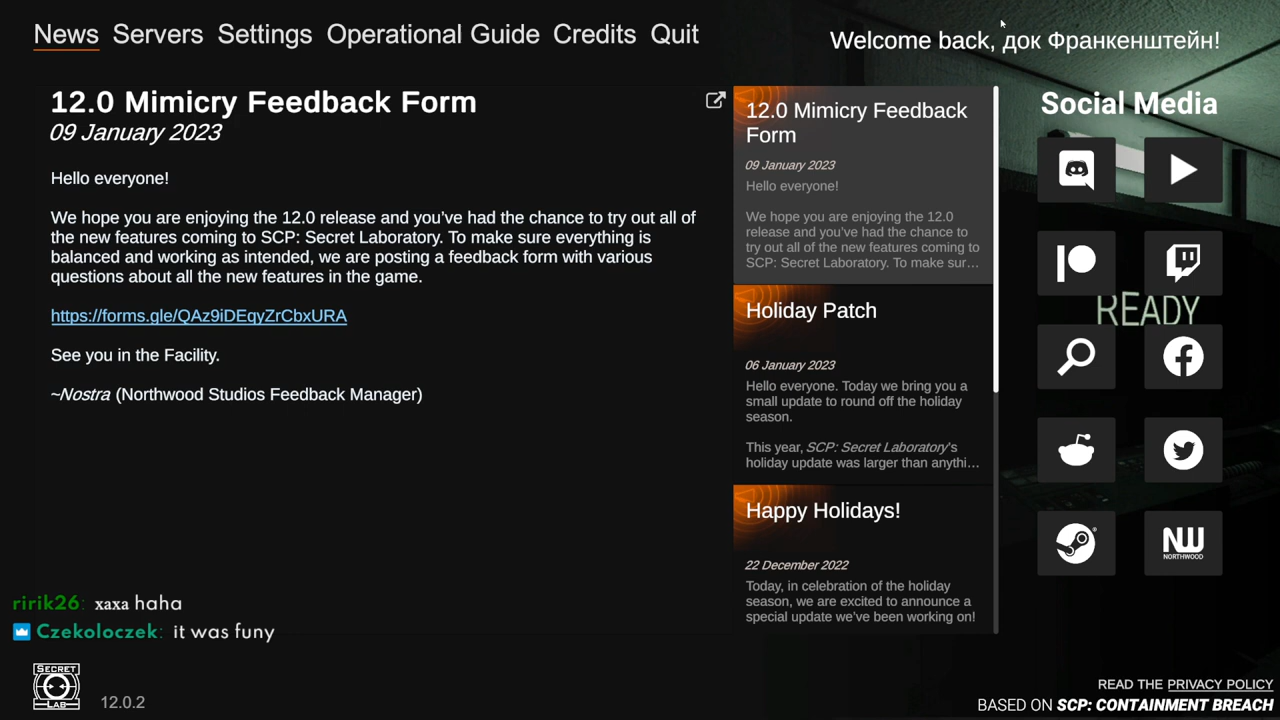 News Servers Settings Operational Guide Credits Quit
Welcome back, док Франкенштейн!
12.0 Mimicry Feedback Form
09 January 2023
Hello everyone!
We hope you are enjoying the 12.0 release and you've had the chance to try out all of
the new features coming to SCP: Secret Laboratory. To make sure everything is
balanced and working as intended, we are posting a feedback form with various
questions about all the new features in the game.
https://forms.gle/QAz9iDEqyZrCbxURA
See you in the Facility.
~Nostra (Northwood Studios Feedback Manager)
12.0 Mimicry Feedback
Form
09 January 2023
Hello everyone!
We hope you are enjoying the 12.0
release and you've had the chance to
try out all of the new features coming to
SCP: Secret Laboratory. To make sur...
Holiday Patch
06 January 2023
Hello everyone. Today we bring you a
small update to round off the holiday
season.
This year, SCP: Secret Laboratory's
holiday update was larger than anythi...
Happy Holidays!
22 December 2022
Today, in celebration of the holiday
season, we are excited to announce a
special update we've been working on!
Social Media
READY
NW
NORTHWOOD
ririk26: хаха haha
Czekoloczek: it was funy
SECRET
LAB
12.0.2
READ THE PRIVACY POLICY
BASED ON SCP: CONTAINMENT BREACH